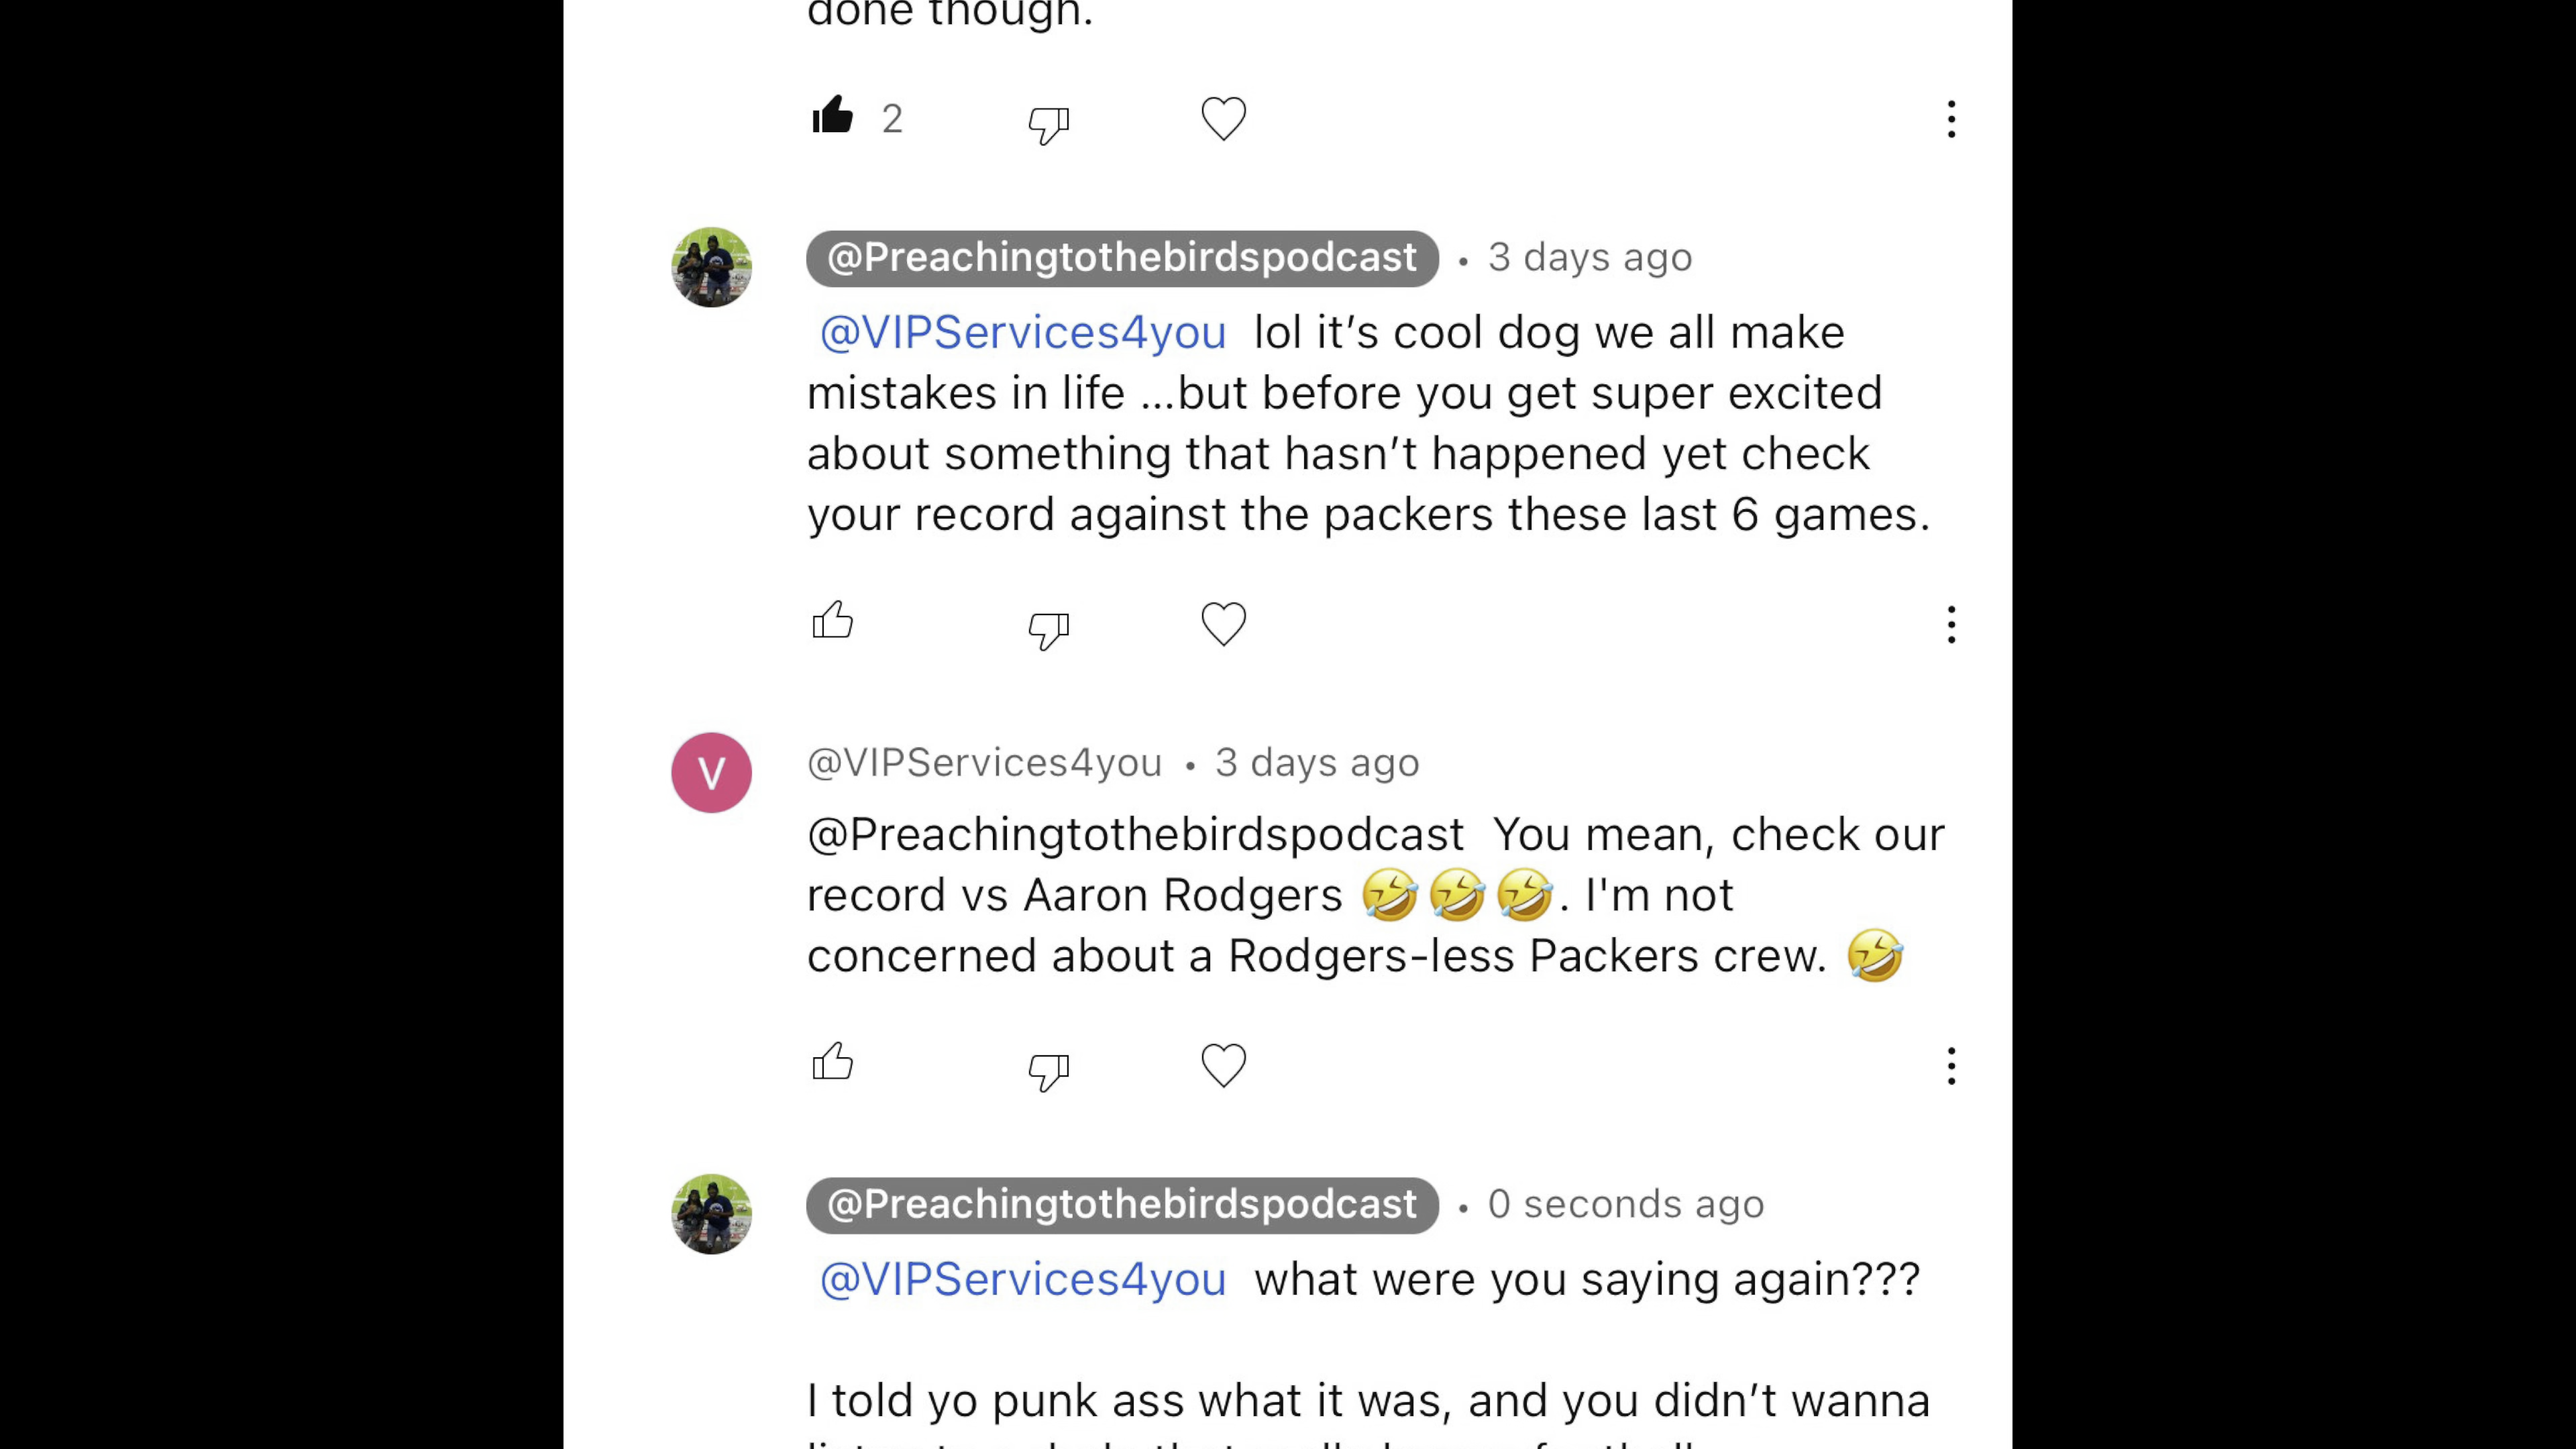 done though.
2
@Preachingtothebirdspodcast • 3 days ago
@VIPServices4you lol it’s cool dog we all make
mistakes in life ...but before you get super excited
about something that hasn’t happened yet check
your record against the packers these last 6 games.
V
@VIPServices4you • 3 days ago
@Preachingtothebirdspodcast You mean, check our
record vs Aaron Rodgers 🤣🤣🤣. I'm not
concerned about a Rodgers-less Packers crew. 🤣
@Preachingtothebirdspodcast • 0 seconds ago
@VIPServices4you what were you saying again???
I told yo punk ass what it was, and you didn’t wanna